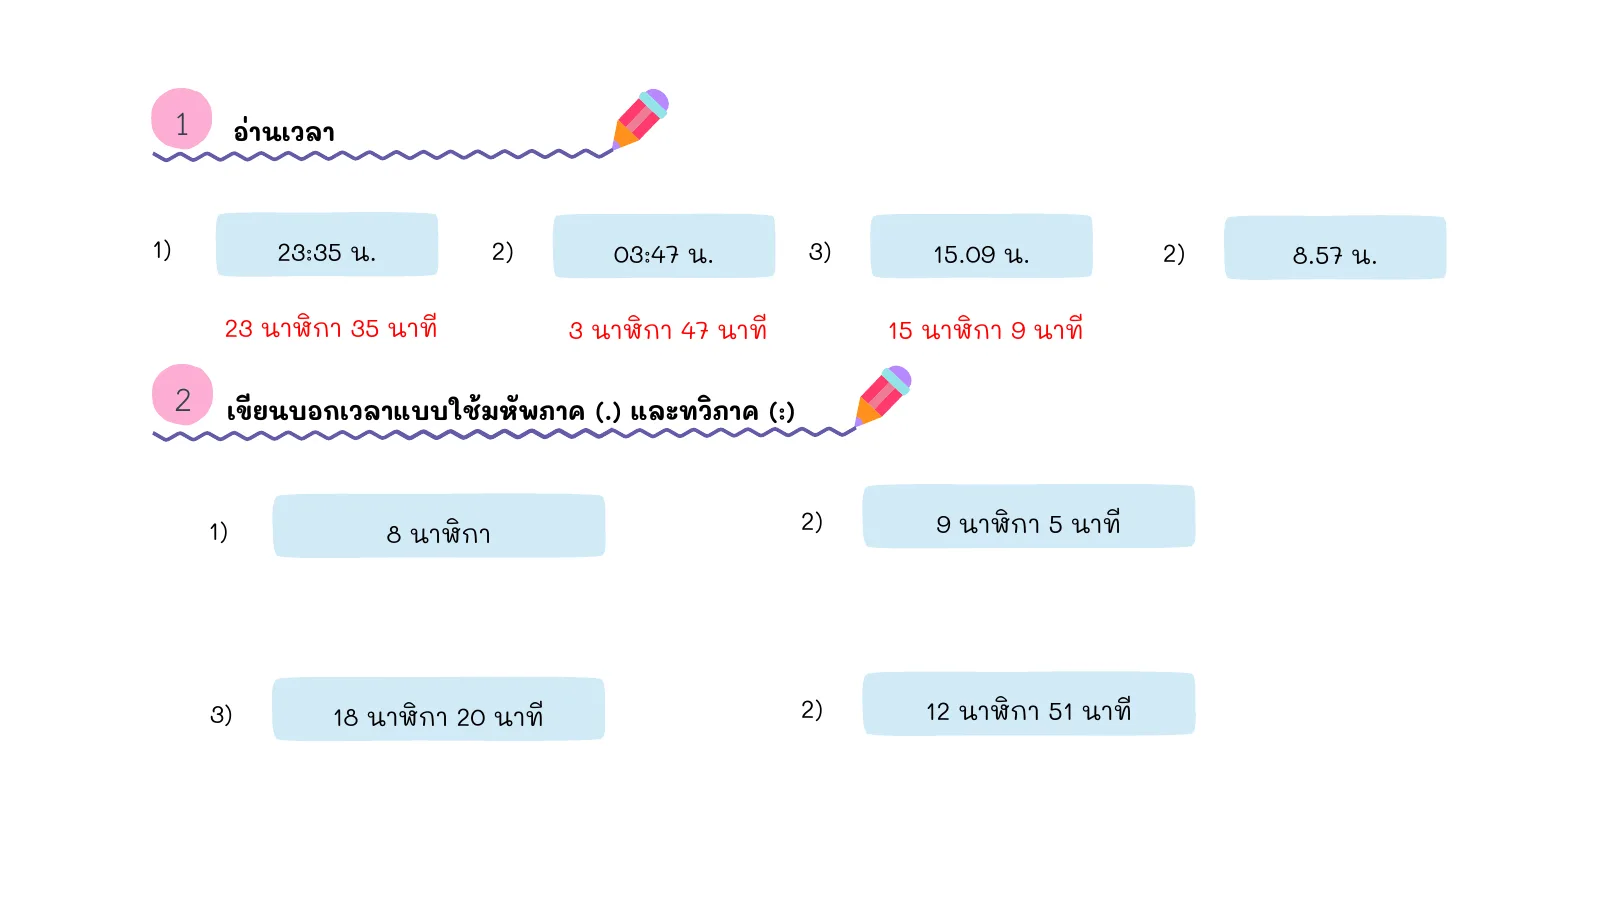 1 อ่านเวลา
1) 23:35 น. 2) 03:47 น. 3) 15.09 น. 2) 8.57 น.
23 นาฬิกา 35 นาที 3 นาฬิกา 47 นาที 15 นาฬิกา 9 นาที
2 เขียนบอกเวลาแบบใช้มหัพภาค (.) และทวิภาค (:)
1) 8 นาฬิกา 2) 9 นาฬิกา 5 นาที
3) 18 นาฬิกา 20 นาที 2) 12 นาฬิกา 51 นาที